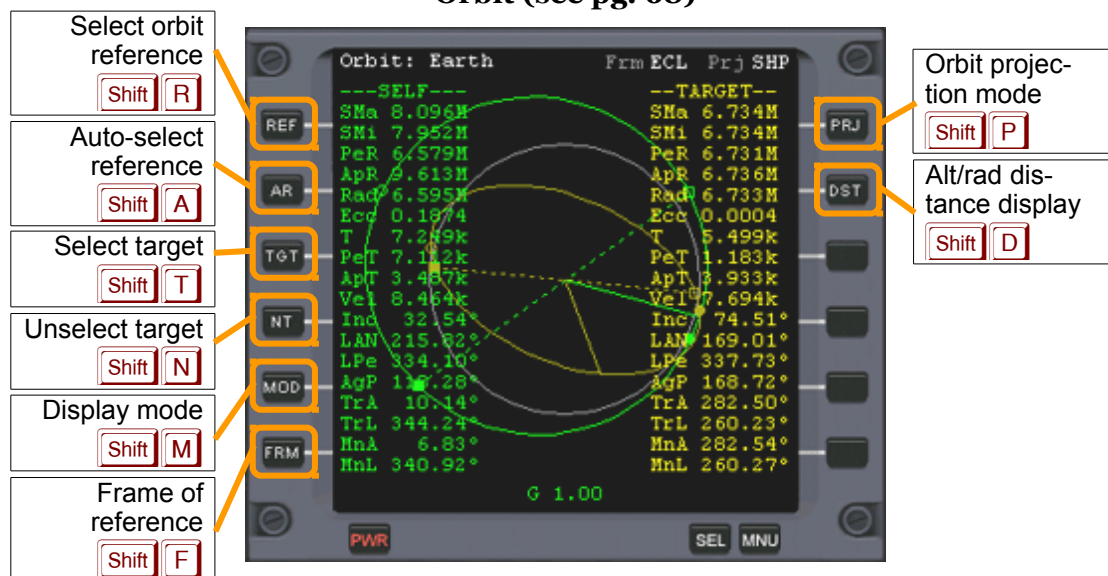 Orbit (see pg. 68)
Select orbit
reference
Shift R
Auto-select
reference
Shift A
Select target
Shift T
Unselect target
Shift N
Display mode
Shift M
Frame of
reference
Shift F
REF
AR
TGT
NT
MOD
FRM
Orbit: Earth Frm ECL Prj SHP
---SELF---
SMa 8.096M
SMi 7.952M
PeR 6.579M
ApR 9.613M
Rad 6.595M
Ecc 0.1874
T 7.249k
PeT 7.112k
ApT 3.487k
Vel 8.464k
Inc 32.54°
LAN 215.82°
LPe 334.10°
AgP 118.28°
TrA 10.14°
TrL 344.24°
MnA 6.83°
MnL 340.92°
--TARGET--
SMa 6.734M
SMi 6.734M
PeR 6.731M
ApR 6.736M
Rad 6.733M
Ecc 0.0004
T 5.499k
PeT 1.183k
ApT 3.933k
Vel 7.694k
Inc 74.51°
LAN 169.01°
LPe 337.73°
AgP 168.72°
TrA 282.50°
TrL 260.23°
MnA 282.54°
MnL 260.27°
G 1.00
PWR
SEL MNU
PRJ
DST
Orbit projec-
tion mode
Shift P
Alt/rad dis-
tance display
Shift D